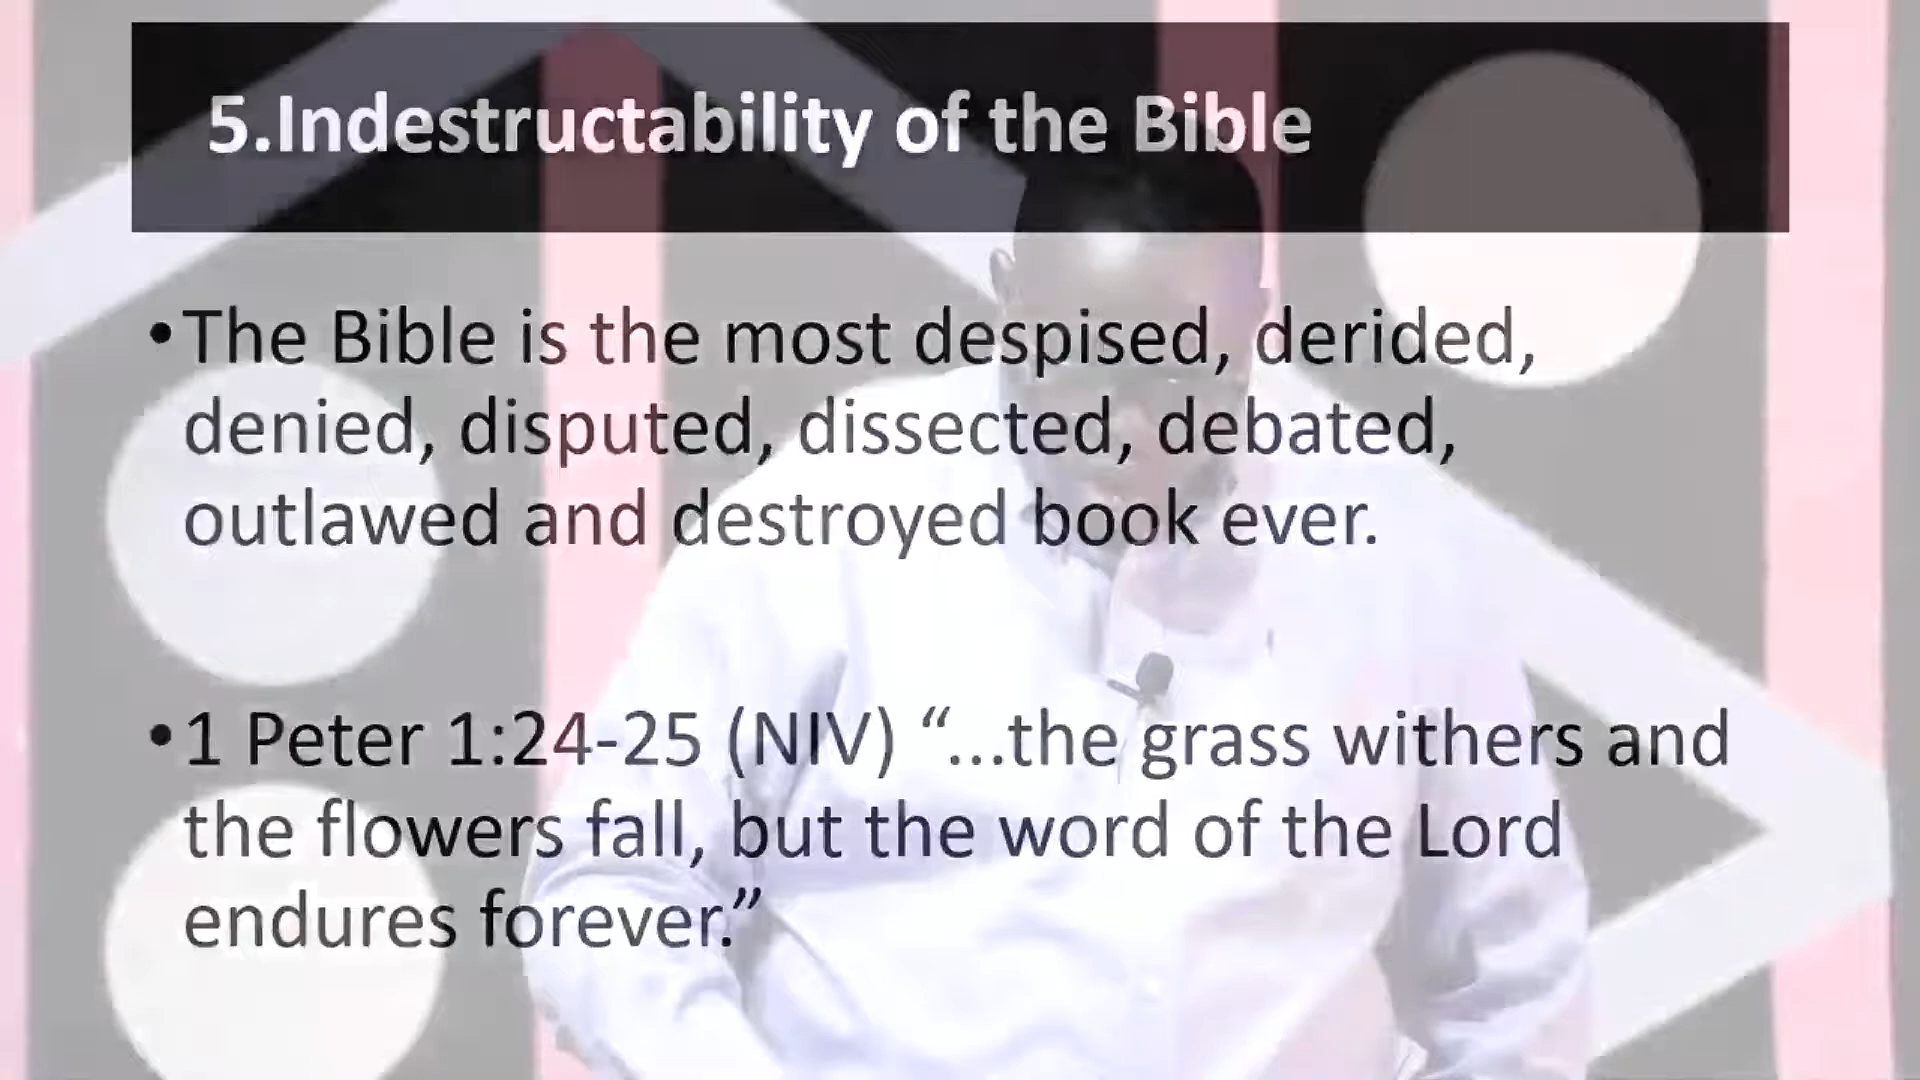 5.Indestructability of the Bible
•The Bible is the most despised, derided,
denied, disputed, dissected, debated,
outlawed and destroyed book ever.
•1 Peter 1:24-25 (NIV) “...the grass withers and
the flowers fall, but the word of the Lord
endures forever.”